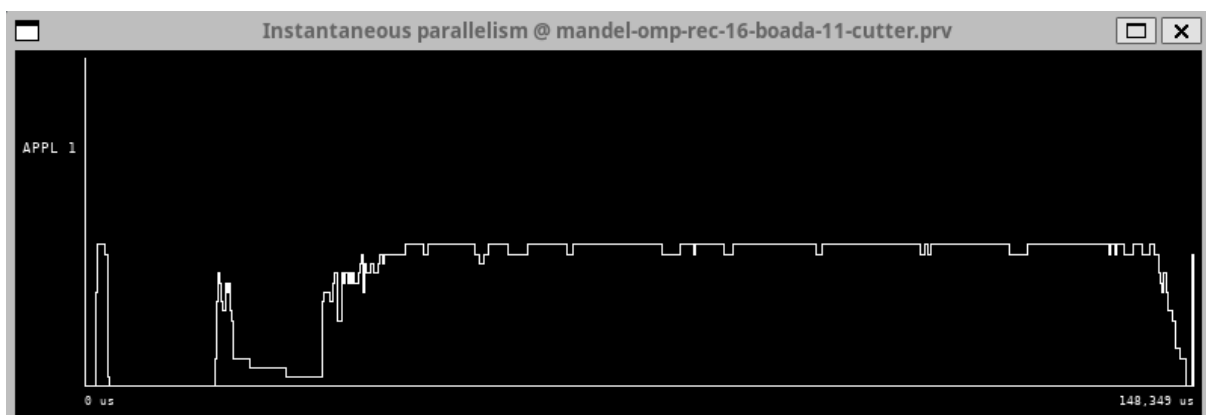 Instantaneous parallelism @ mandel-omp-rec-16-boada-11-cutter.prv
APPL 1
0 us
148,349 us